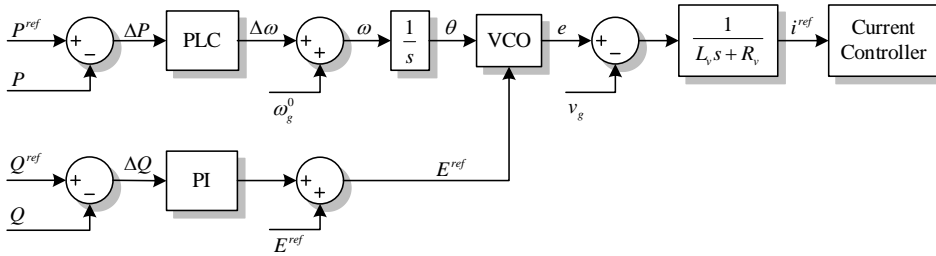 P^{ref} + − ΔP PLC Δω + + ω 1/s θ VCO e + − 1/(L_v s + R_v) i^{ref} Current Controller
P
ω_g^0
v_g
Q^{ref} + − ΔQ PI + + E^{ref}
Q
E^{ref}